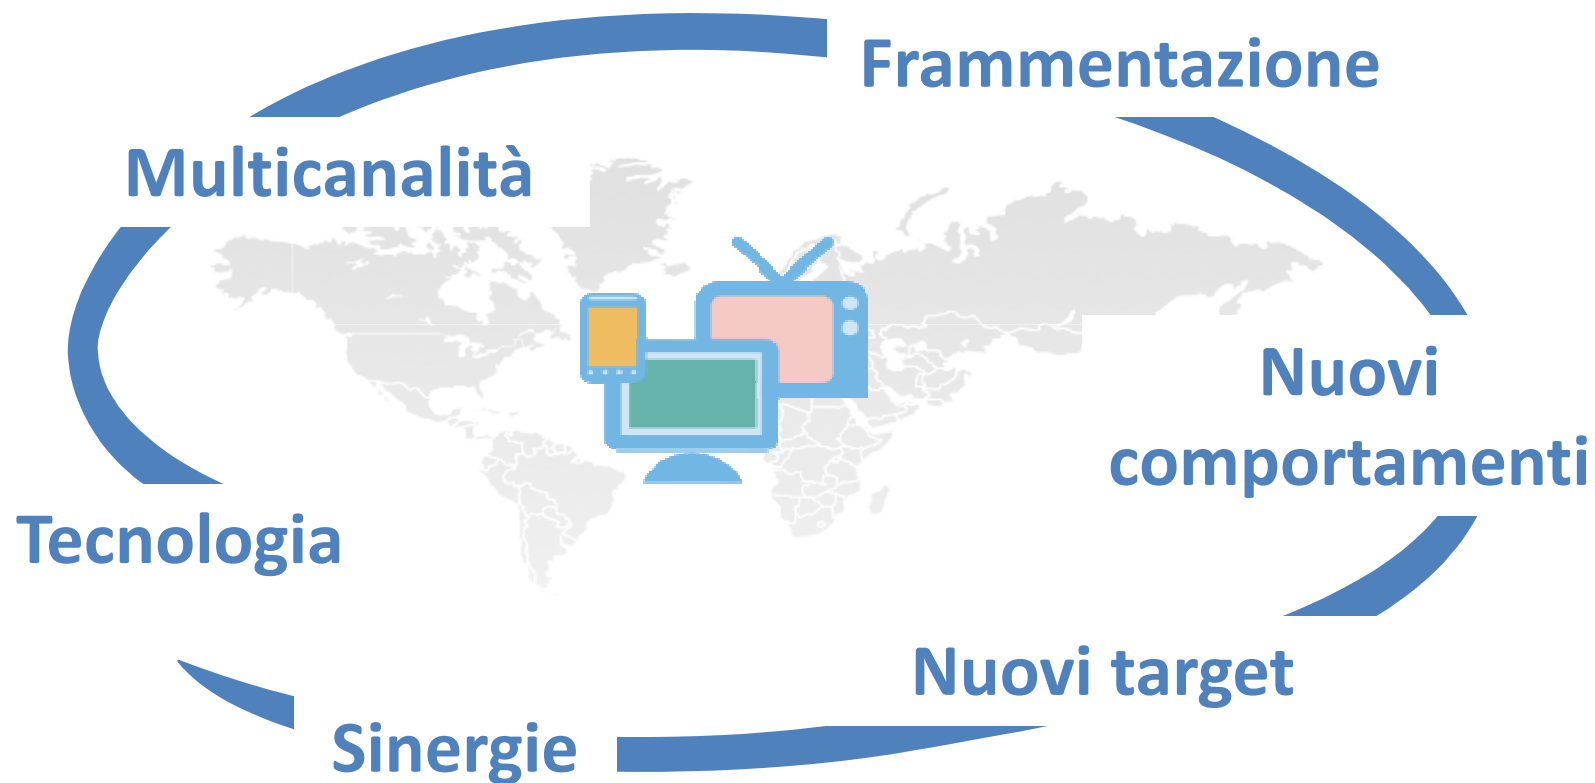 Frammentazione
Multicanalità
Nuovi
comportamenti
Tecnologia
Nuovi target
Sinergie